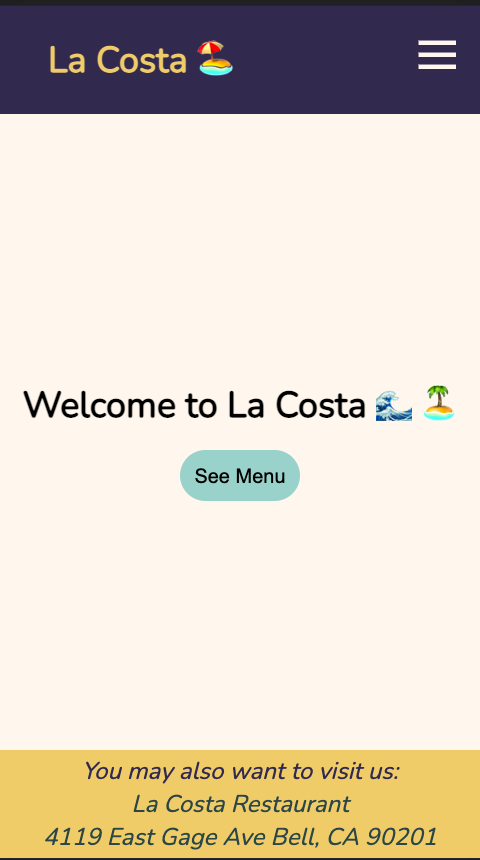 La Costa 🏖️
Welcome to La Costa 🌊 🏝️
See Menu
You may also want to visit us:
La Costa Restaurant
4119 East Gage Ave Bell, CA 90201